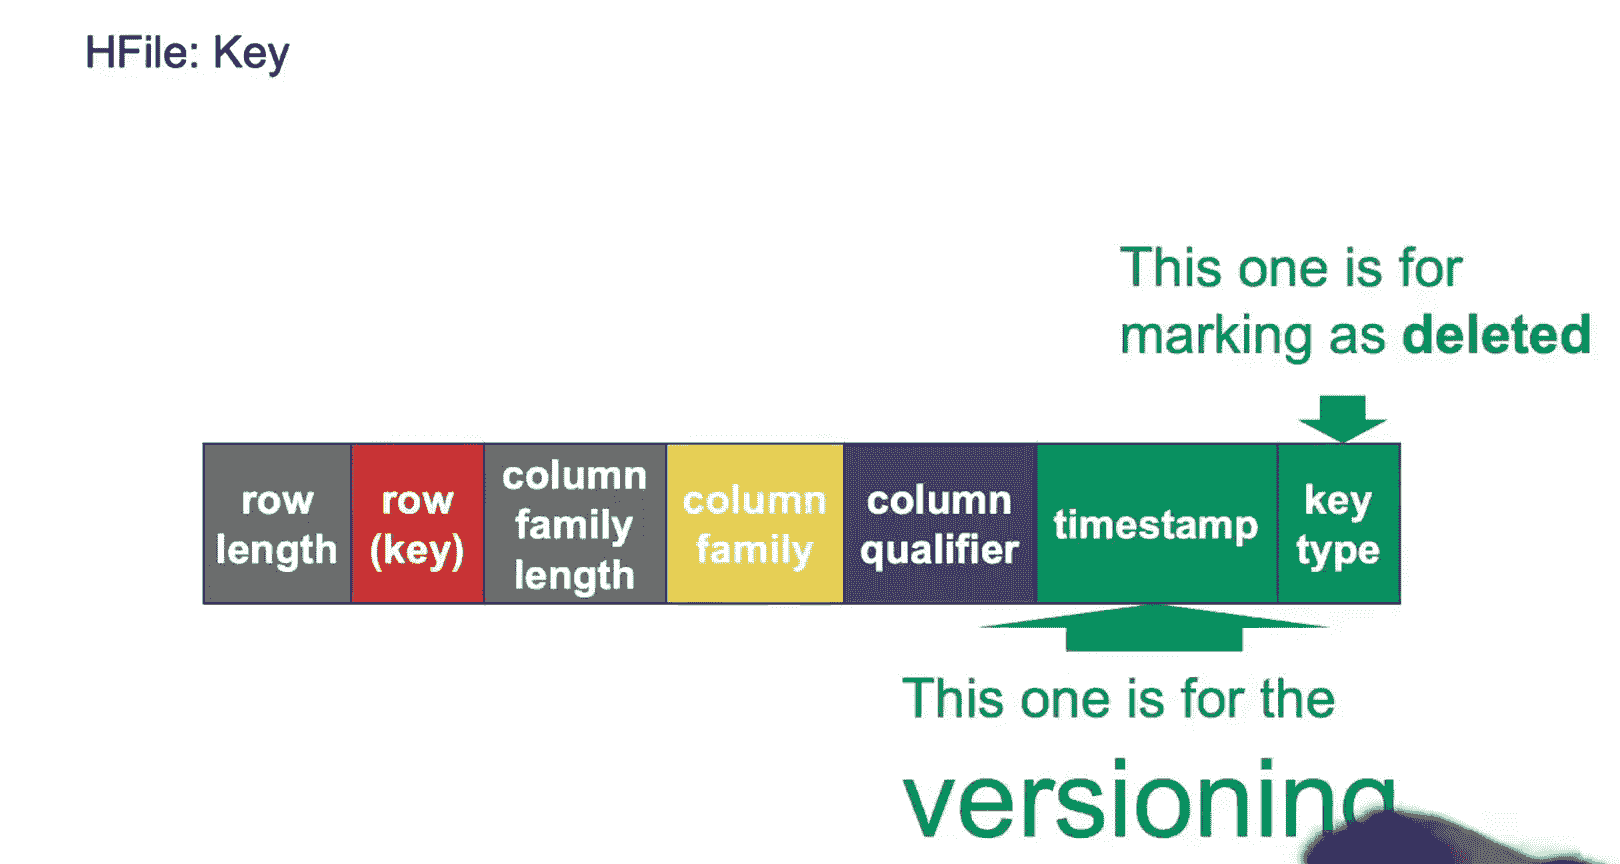 HFile: Key
This one is for
marking as deleted
row
length
row
(key)
column
family
length
column
family
column
qualifier
timestamp
key
type
This one is for the
versioning